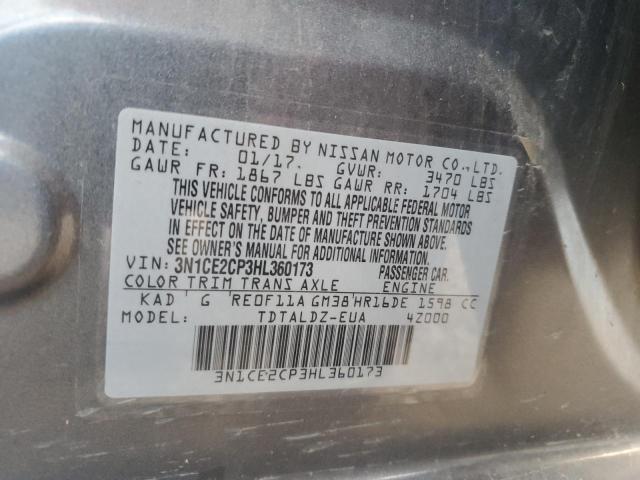 MANUFACTURED BY NISSAN MOTOR CO., LTD.
DATE: 01/17. GVWR: 3470 LBS
GAWR FR: 1867 LBS GAWR RR: 1704 LBS
THIS VEHICLE CONFORMS TO ALL APPLICABLE FEDERAL MOTOR
VEHICLE SAFETY, BUMPER AND THEFT PREVENTION STANDARDS
IN EFFECT ON THE DATE OF MANUFACTURE SHOWN ABOVE.
SEE OWNER'S MANUAL FOR ADDITIONAL INFORMATION.
VIN: 3N1CE2CP3HL360173 PASSENGER CAR.
COLOR TRIM TRANS AXLE ENGINE
KAD G RE0F11A GM38 HR16DE 1598 CC
MODEL: TDTALDZ-EUA 4Z000
3N1CE2CP3HL360173